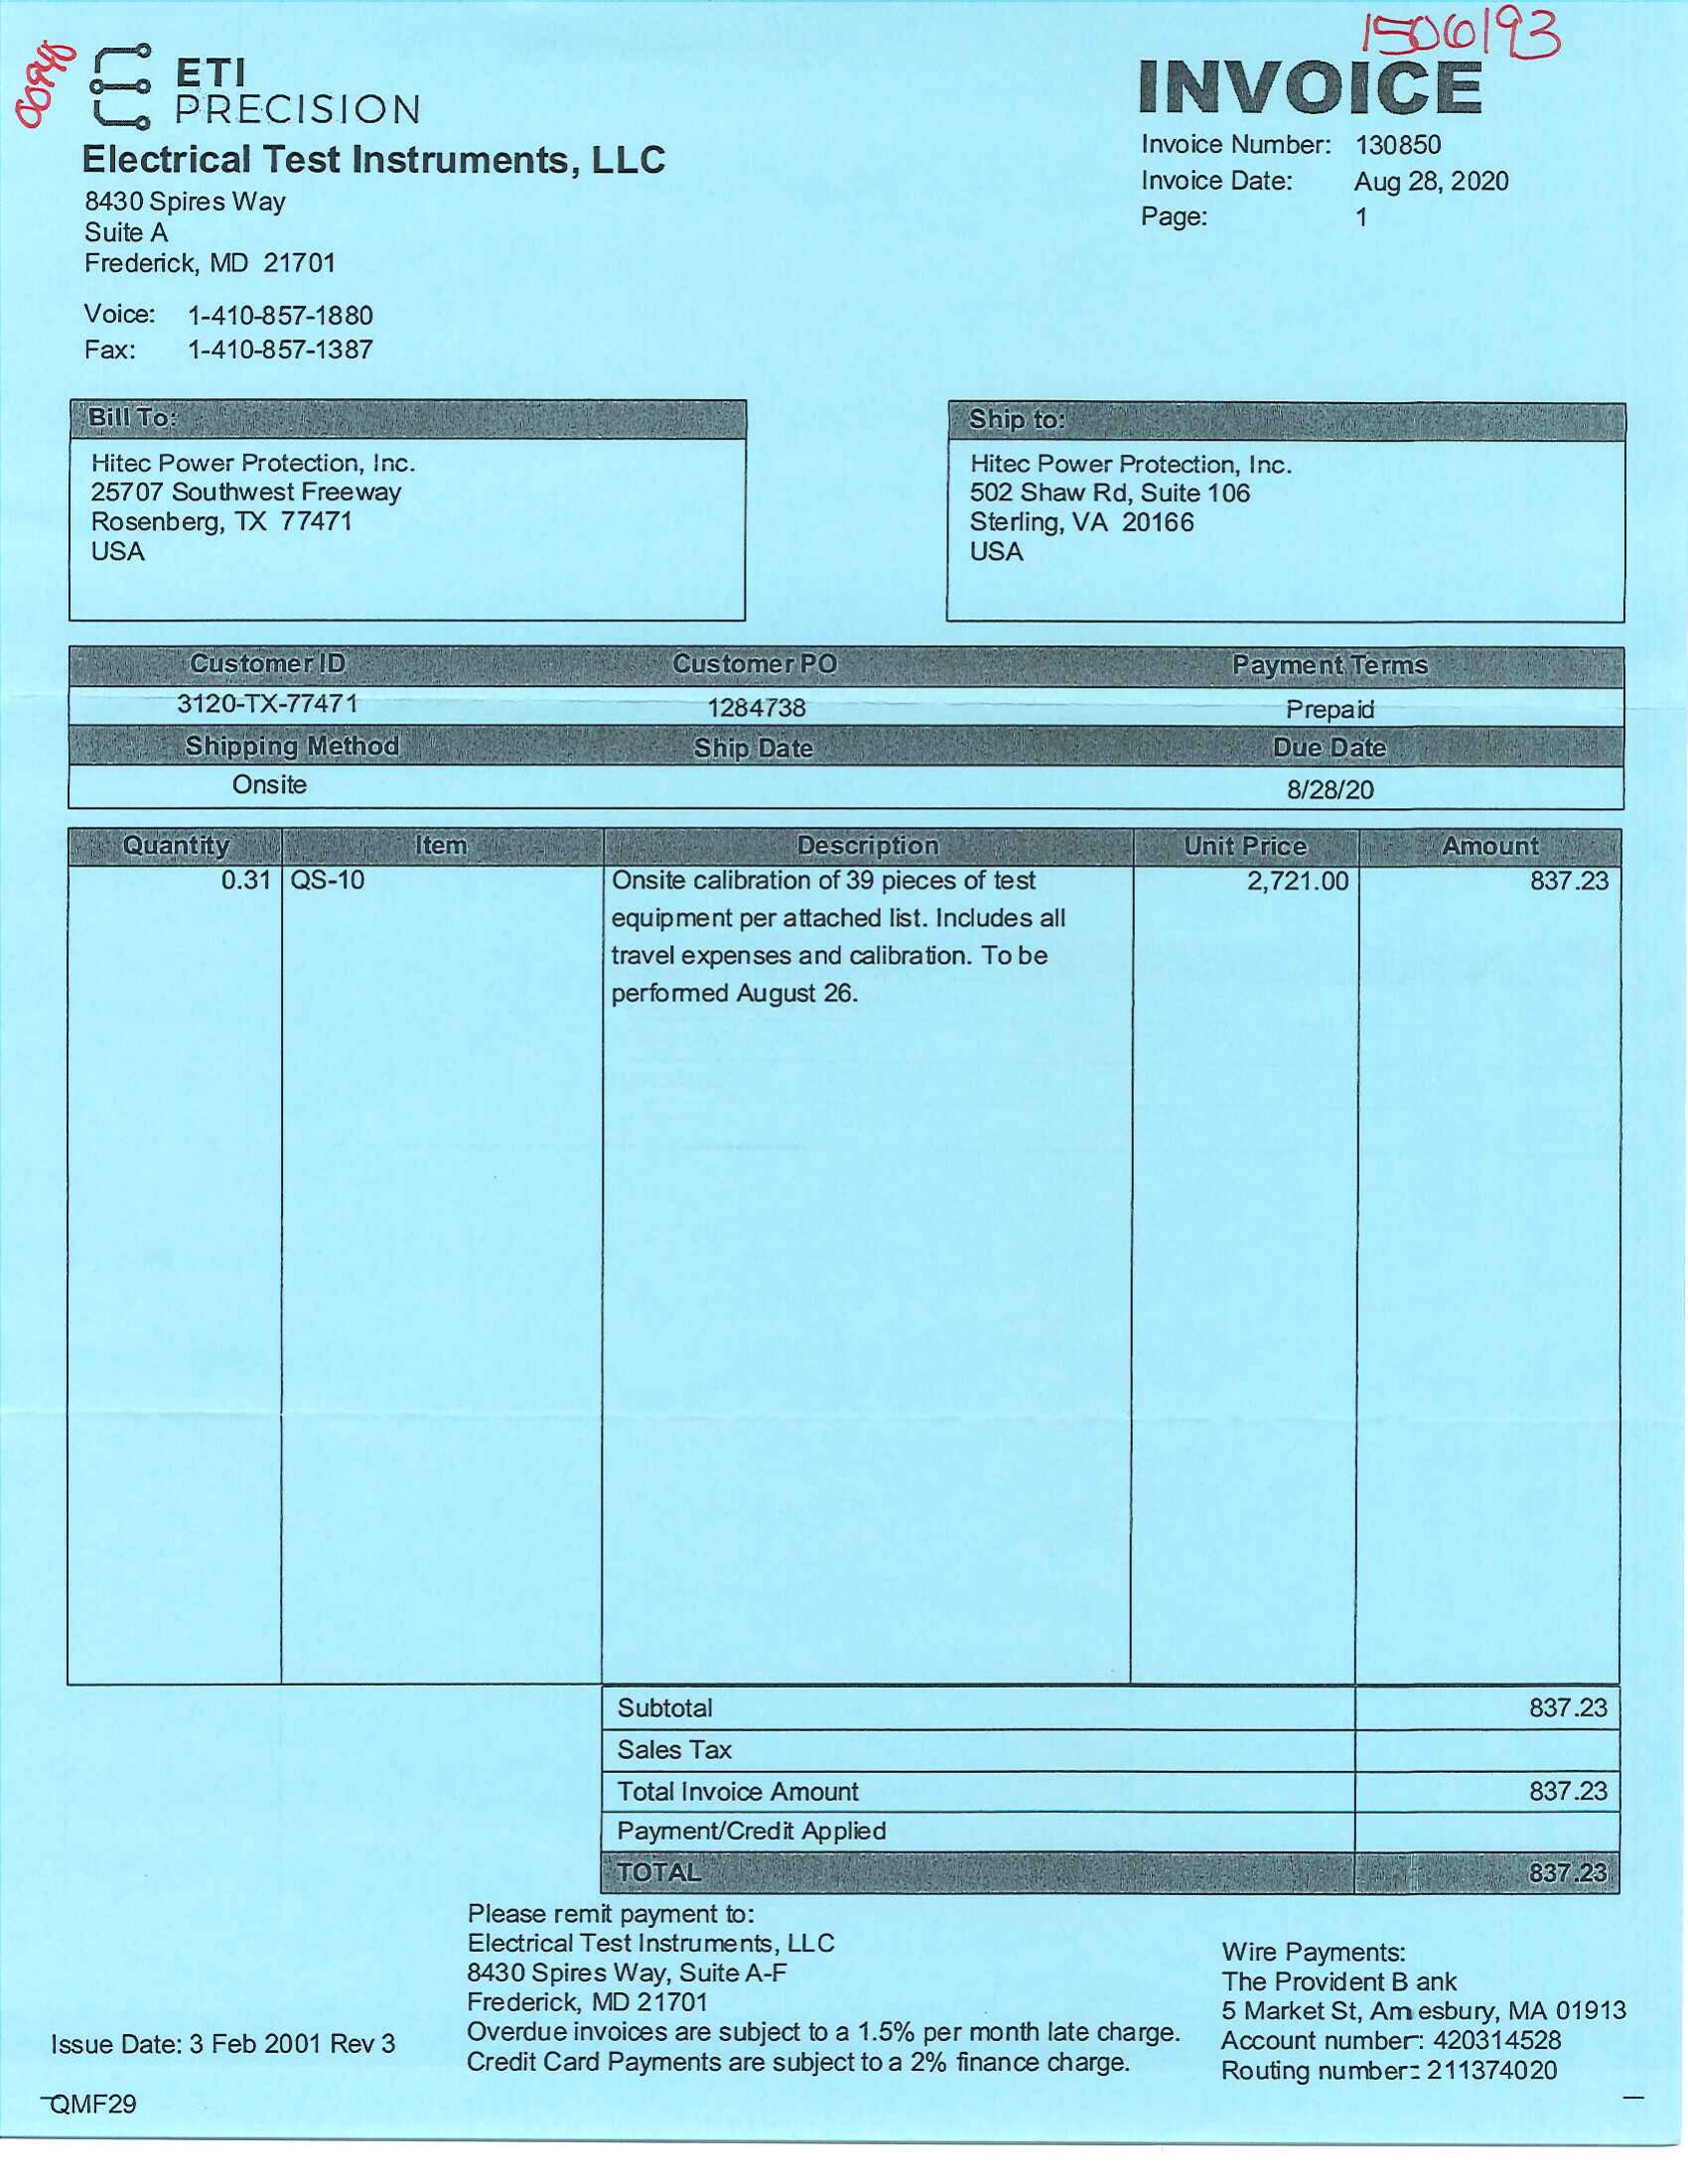 1506193
00948
ETI
PRECISION
INVOICE
Electrical Test Instruments, LLC
8430 Spires Way
Suite A
Frederick, MD 21701
Voice: 1-410-857-1880
Fax: 1-410-857-1387
Invoice Number: 130850
Invoice Date: Aug 28, 2020
Page: 1
Bill To:
Hitec Power Protection, Inc.
25707 Southwest Freeway
Rosenberg, TX 77471
USA
Ship to:
Hitec Power Protection, Inc.
502 Shaw Rd, Suite 106
Sterling, VA 20166
USA
Customer ID Customer PO Payment Terms
3120-TX-77471 1284738 Prepaid
Shipping Method Ship Date Due Date
Onsite 8/28/20
Quantity Item Description Unit Price Amount
0.31 QS-10 Onsite calibration of 39 pieces of test 2,721.00 837.23
equipment per attached list. Includes all
travel expenses and calibration. To be
performed August 26.
Subtotal 837.23
Sales Tax
Total Invoice Amount 837.23
Payment/Credit Applied
TOTAL 837.23
Please remit payment to:
Electrical Test Instruments, LLC
8430 Spires Way, Suite A-F
Frederick, MD 21701
Overdue invoices are subject to a 1.5% per month late charge.
Credit Card Payments are subject to a 2% finance charge.
Wire Payments:
The Provident Bank
5 Market St, Amesbury, MA 01913
Account number: 420314528
Routing number: 211374020
Issue Date: 3 Feb 2001 Rev 3
QMF29